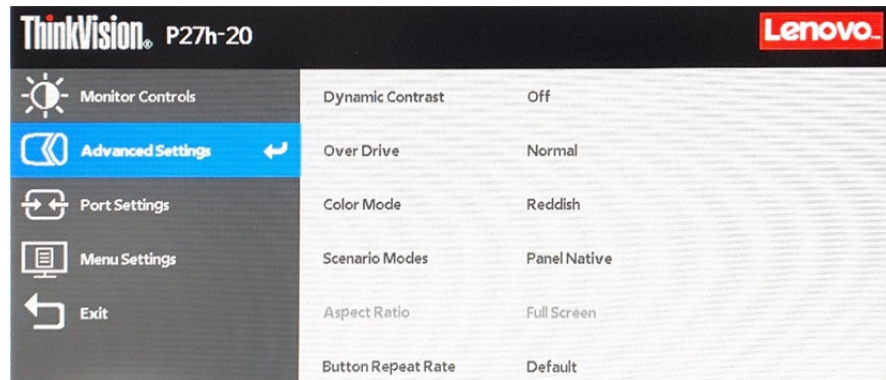 ThinkVision® P27h-20
Lenovo™
Monitor Controls
Advanced Settings
Port Settings
Menu Settings
Exit
Dynamic Contrast Off
Over Drive Normal
Color Mode Reddish
Scenario Modes Panel Native
Aspect Ratio Full Screen
Button Repeat Rate Default